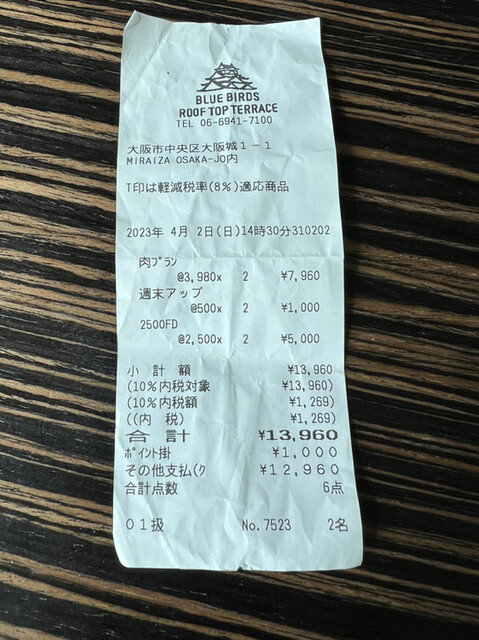 BLUE BIRDS
ROOF TOP TERRACE
TEL 06-6941-7100
大阪市中央区大阪城1-1
MIRAIZA OSAKA-JO内
T印は軽減税率(8%)適応商品
2023年 4月 2日(日)14時30分310202
肉プラン
@3,980x 2 ¥7,960
週末アップ
@500x 2 ¥1,000
2500FD
@2,500x 2 ¥5,000
小計額 ¥13,960
(10%内税対象 ¥13,960)
(10%内税額 ¥1,269)
((内 税) ¥1,269)
合計 ¥13,960
ポイント掛 ¥1,000
その他支払(ク ¥12,960
合計点数 6点
01扱 No.7523 2名